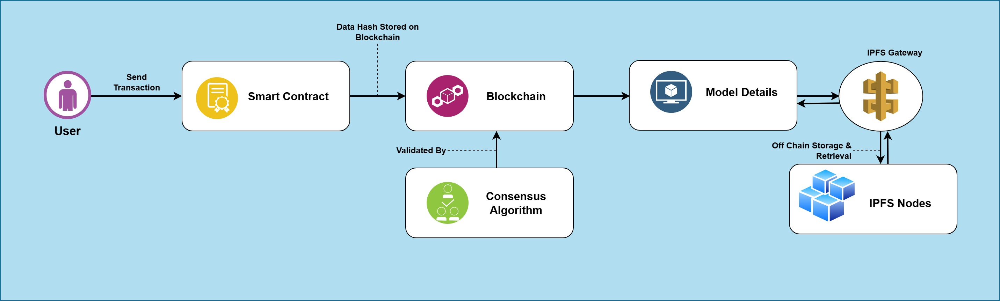 Data Hash Stored on
Blockchain
IPFS Gateway
Send
Transaction
Smart Contract
Blockchain
Model Details
User
Validated By
Off Chain Storage &
Retrieval
Consensus
Algorithm
IPFS Nodes